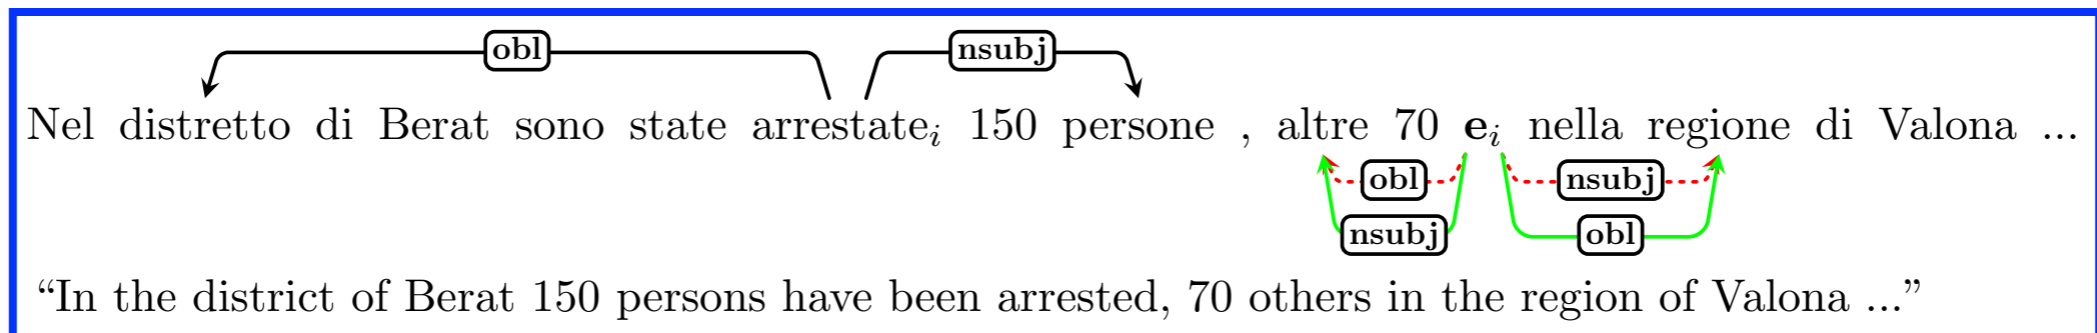 obl nsubj
Nel distretto di Berat sono state arrestate_i 150 persone , altre 70 e_i nella regione di Valona ...
obl nsubj
nsubj obl
“In the district of Berat 150 persons have been arrested, 70 others in the region of Valona ...”